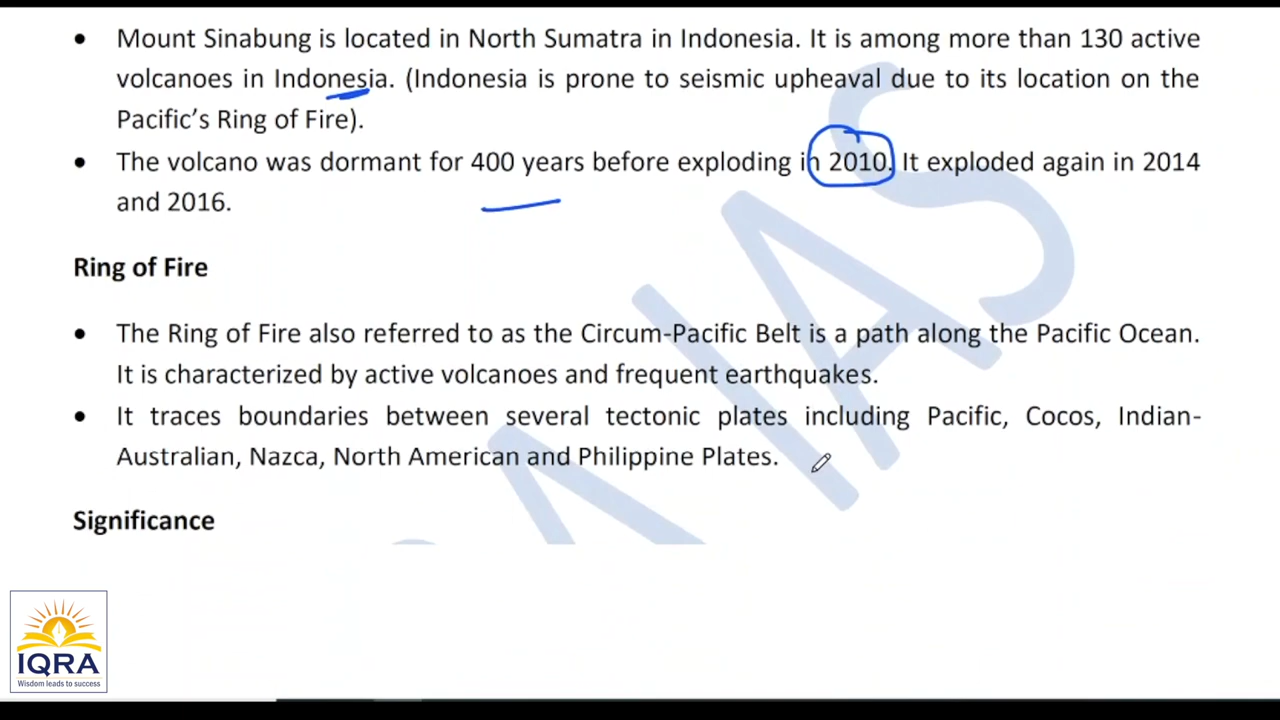 • Mount Sinabung is located in North Sumatra in Indonesia. It is among more than 130 active
volcanoes in Indonesia. (Indonesia is prone to seismic upheaval due to its location on the
Pacific’s Ring of Fire).
• The volcano was dormant for 400 years before exploding in 2010. It exploded again in 2014
and 2016.
Ring of Fire
• The Ring of Fire also referred to as the Circum-Pacific Belt is a path along the Pacific Ocean.
It is characterized by active volcanoes and frequent earthquakes.
• It traces boundaries between several tectonic plates including Pacific, Cocos, Indian-
Australian, Nazca, North American and Philippine Plates.
Significance
IAS
IQRA
Wisdom leads to success